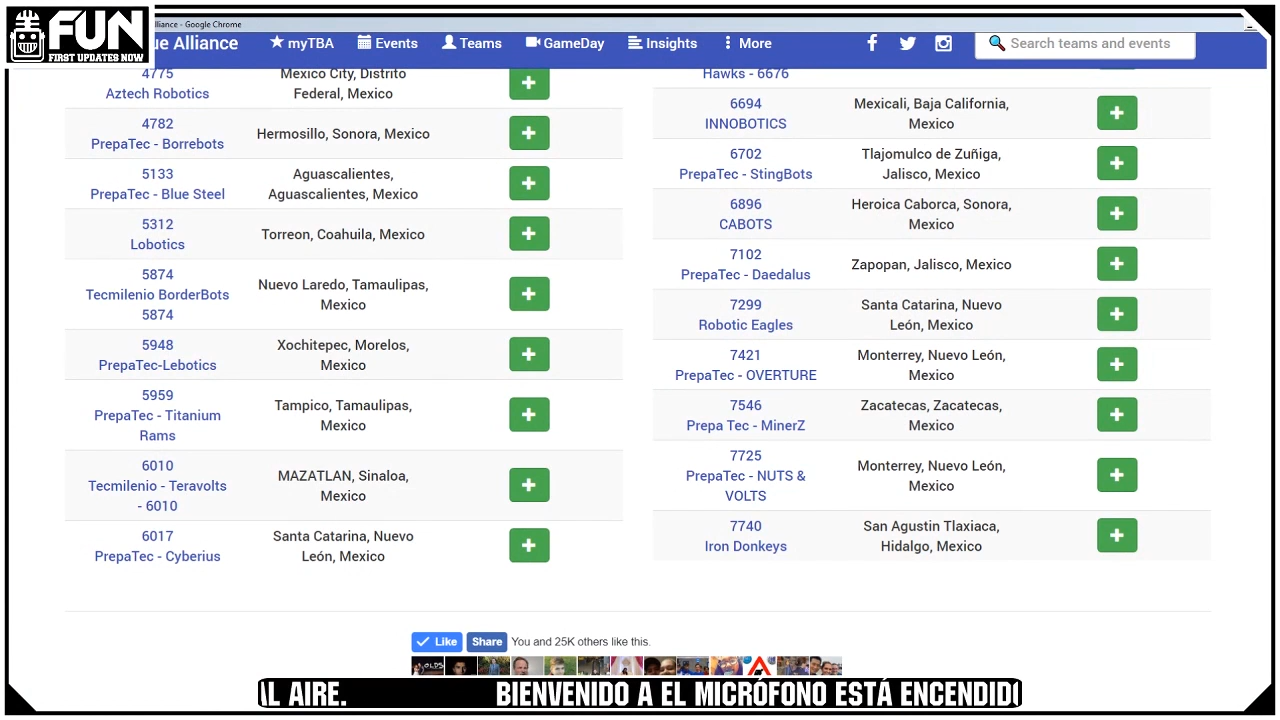 lliance - Google Chrome
FUN
FIRST UPDATES NOW
ue Alliance myTBA Events Teams GameDay Insights More Search teams and events
4775
Aztech Robotics
Mexico City, Distrito
Federal, Mexico
4782
PrepaTec - Borrebots
Hermosillo, Sonora, Mexico
5133
PrepaTec - Blue Steel
Aguascalientes,
Aguascalientes, Mexico
5312
Lobotics
Torreon, Coahuila, Mexico
5874
Tecmilenio BorderBots
5874
Nuevo Laredo, Tamaulipas,
Mexico
5948
PrepaTec-Lebotics
Xochitepec, Morelos,
Mexico
5959
PrepaTec - Titanium
Rams
Tampico, Tamaulipas,
Mexico
6010
Tecmilenio - Teravolts
- 6010
MAZATLAN, Sinaloa,
Mexico
6017
PrepaTec - Cyberius
Santa Catarina, Nuevo
León, Mexico
Hawks - 6676
6694
INNOBOTICS
Mexicali, Baja California,
Mexico
6702
PrepaTec - StingBots
Tlajomulco de Zuñiga,
Jalisco, Mexico
6896
CABOTS
Heroica Caborca, Sonora,
Mexico
7102
PrepaTec - Daedalus
Zapopan, Jalisco, Mexico
7299
Robotic Eagles
Santa Catarina, Nuevo
León, Mexico
7421
PrepaTec - OVERTURE
Monterrey, Nuevo León,
Mexico
7546
Prepa Tec - MinerZ
Zacatecas, Zacatecas,
Mexico
7725
PrepaTec - NUTS &
VOLTS
Monterrey, Nuevo León,
Mexico
7740
Iron Donkeys
San Agustin Tlaxiaca,
Hidalgo, Mexico
Like Share You and 25K others like this.
AL AIRE. BIENVENIDO A EL MICRÓFONO ESTÁ ENCENDIDO